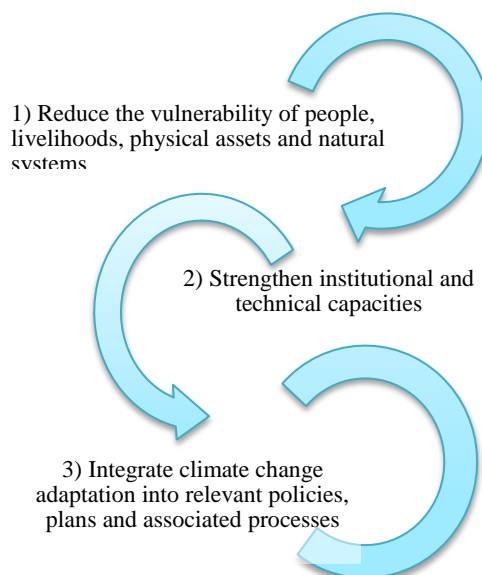 1) Reduce the vulnerability of people,
livelihoods, physical assets and natural
systems
2) Strengthen institutional and
technical capacities
3) Integrate climate change
adaptation into relevant policies,
plans and associated processes